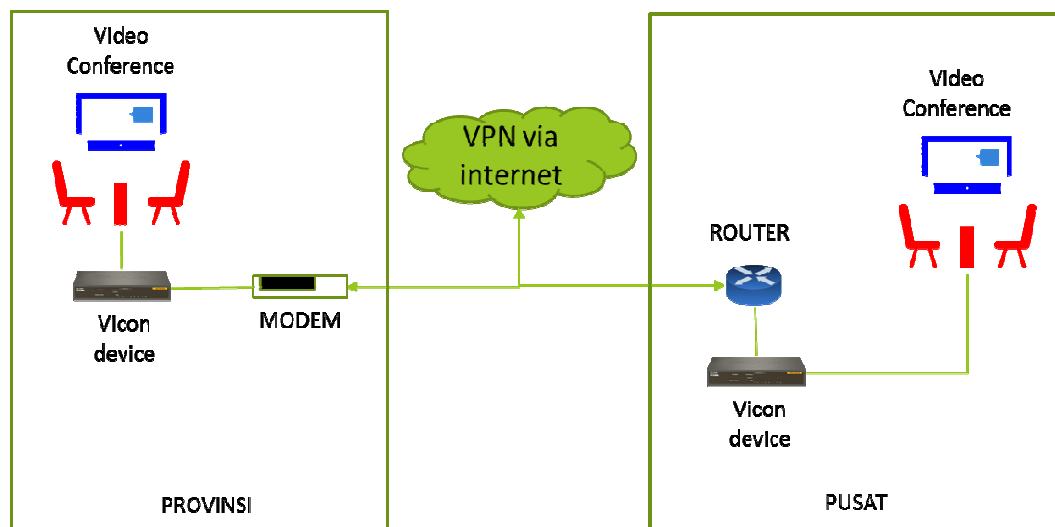 Video
Conference
Vicon
device
MODEM
PROVINSI
VPN via
internet
ROUTER
Vicon
device
Video
Conference
PUSAT